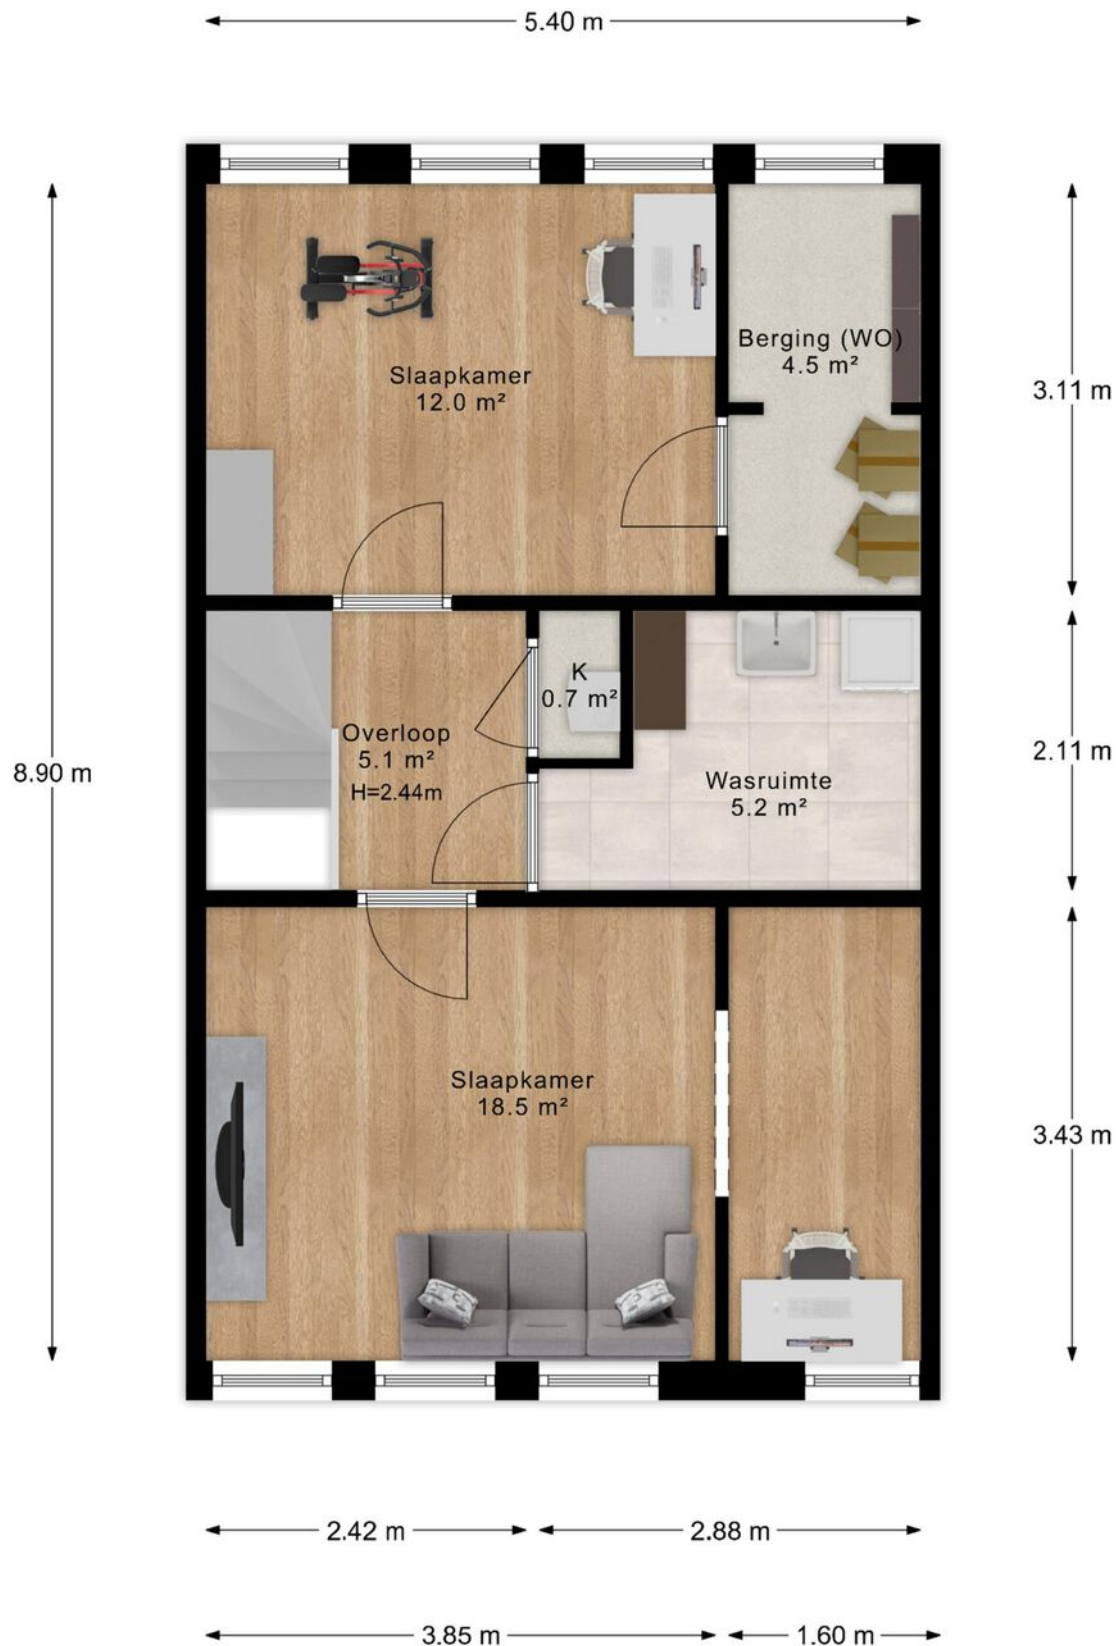 5.40 m
Berging (WO)
4.5 m²
Slaapkamer
12.0 m²
3.11 m
K
0.7 m²
Overloop
5.1 m²
H=2.44m
2.11 m
8.90 m
Wasruimte
5.2 m²
Slaapkamer
18.5 m²
3.43 m
2.42 m
2.88 m
3.85 m
1.60 m